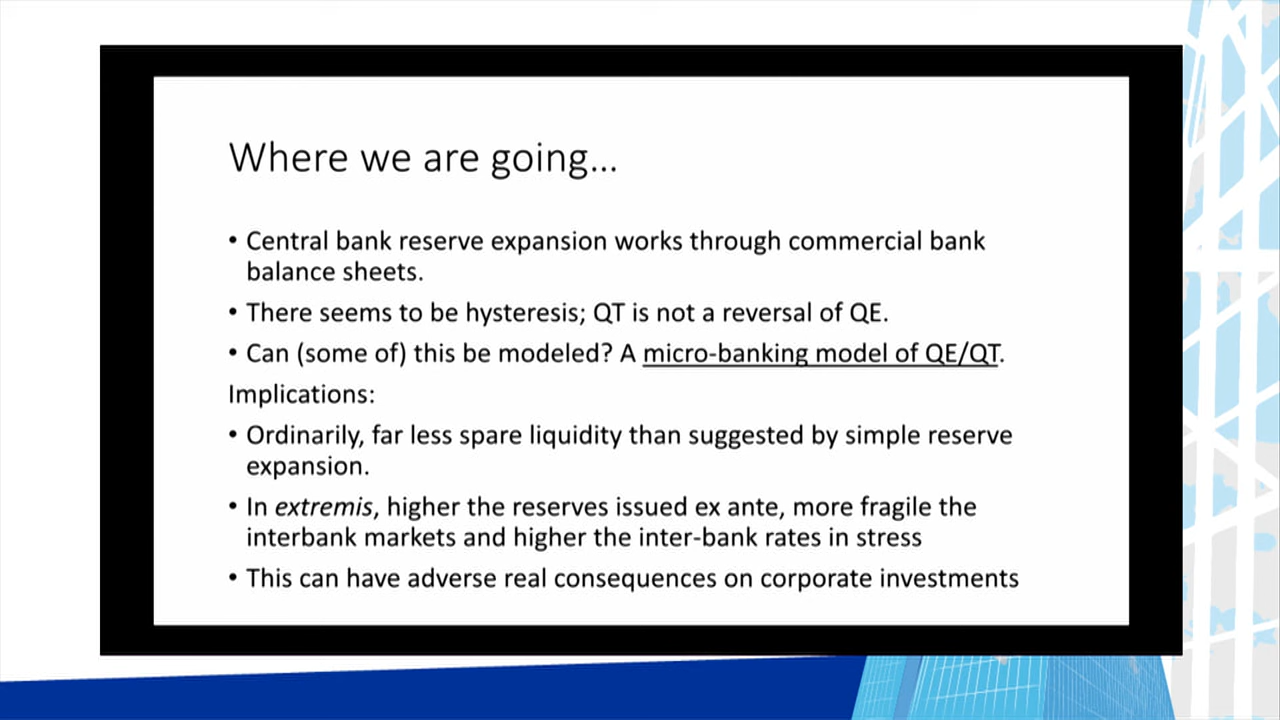 Where we are going...
• Central bank reserve expansion works through commercial bank
balance sheets.
• There seems to be hysteresis; QT is not a reversal of QE.
• Can (some of) this be modeled? A micro-banking model of QE/QT.
Implications:
• Ordinarily, far less spare liquidity than suggested by simple reserve
expansion.
• In extremis, higher the reserves issued ex ante, more fragile the
interbank markets and higher the inter-bank rates in stress
• This can have adverse real consequences on corporate investments